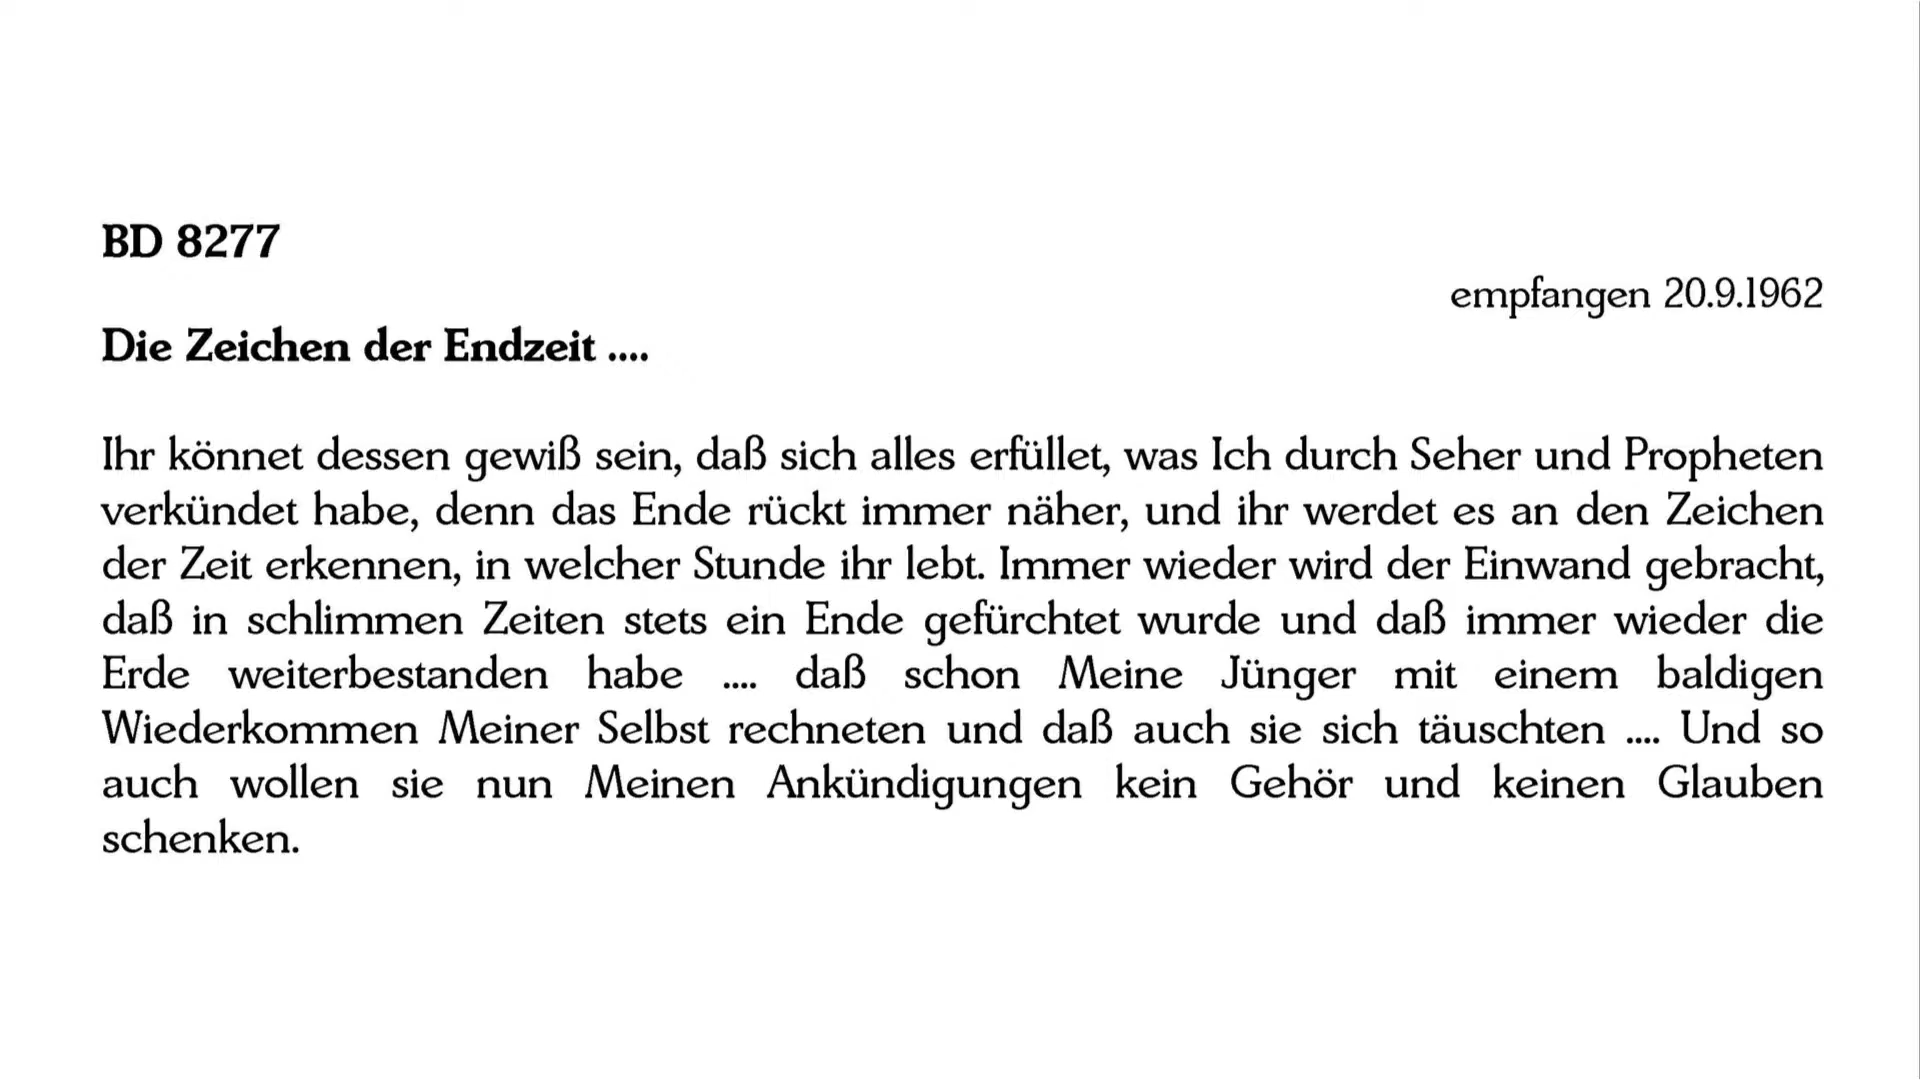 BD 8277
empfangen 20.9.1962
Die Zeichen der Endzeit ....
Ihr könnet dessen gewiß sein, daß sich alles erfüllet, was Ich durch Seher und Propheten
verkündet habe, denn das Ende rückt immer näher, und ihr werdet es an den Zeichen
der Zeit erkennen, in welcher Stunde ihr lebt. Immer wieder wird der Einwand gebracht,
daß in schlimmen Zeiten stets ein Ende gefürchtet wurde und daß immer wieder die
Erde weiterbestanden habe .... daß schon Meine Jünger mit einem baldigen
Wiederkommen Meiner Selbst rechneten und daß auch sie sich täuschten .... Und so
auch wollen sie nun Meinen Ankündigungen kein Gehör und keinen Glauben
schenken.